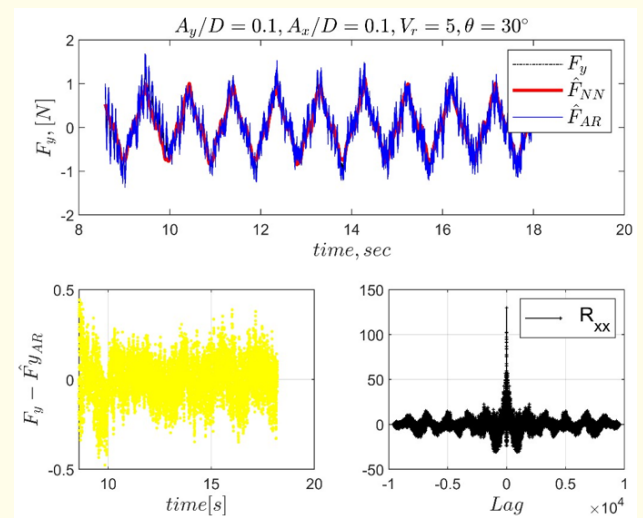 A_y/D = 0.1, A_x/D = 0.1, V_r = 5, θ = 30°
2
1
0
-1
-2
F_y, [N]
F_y
F̂_NN
F̂_AR
8 10 12 14 16 18 20
time, sec
0.5
0
-0.5
F_y − F̂y_AR
10 15 20
time[s]
150
100
50
0
-50
R_xx
-1 -0.5 0 0.5 1
×10^4
Lag